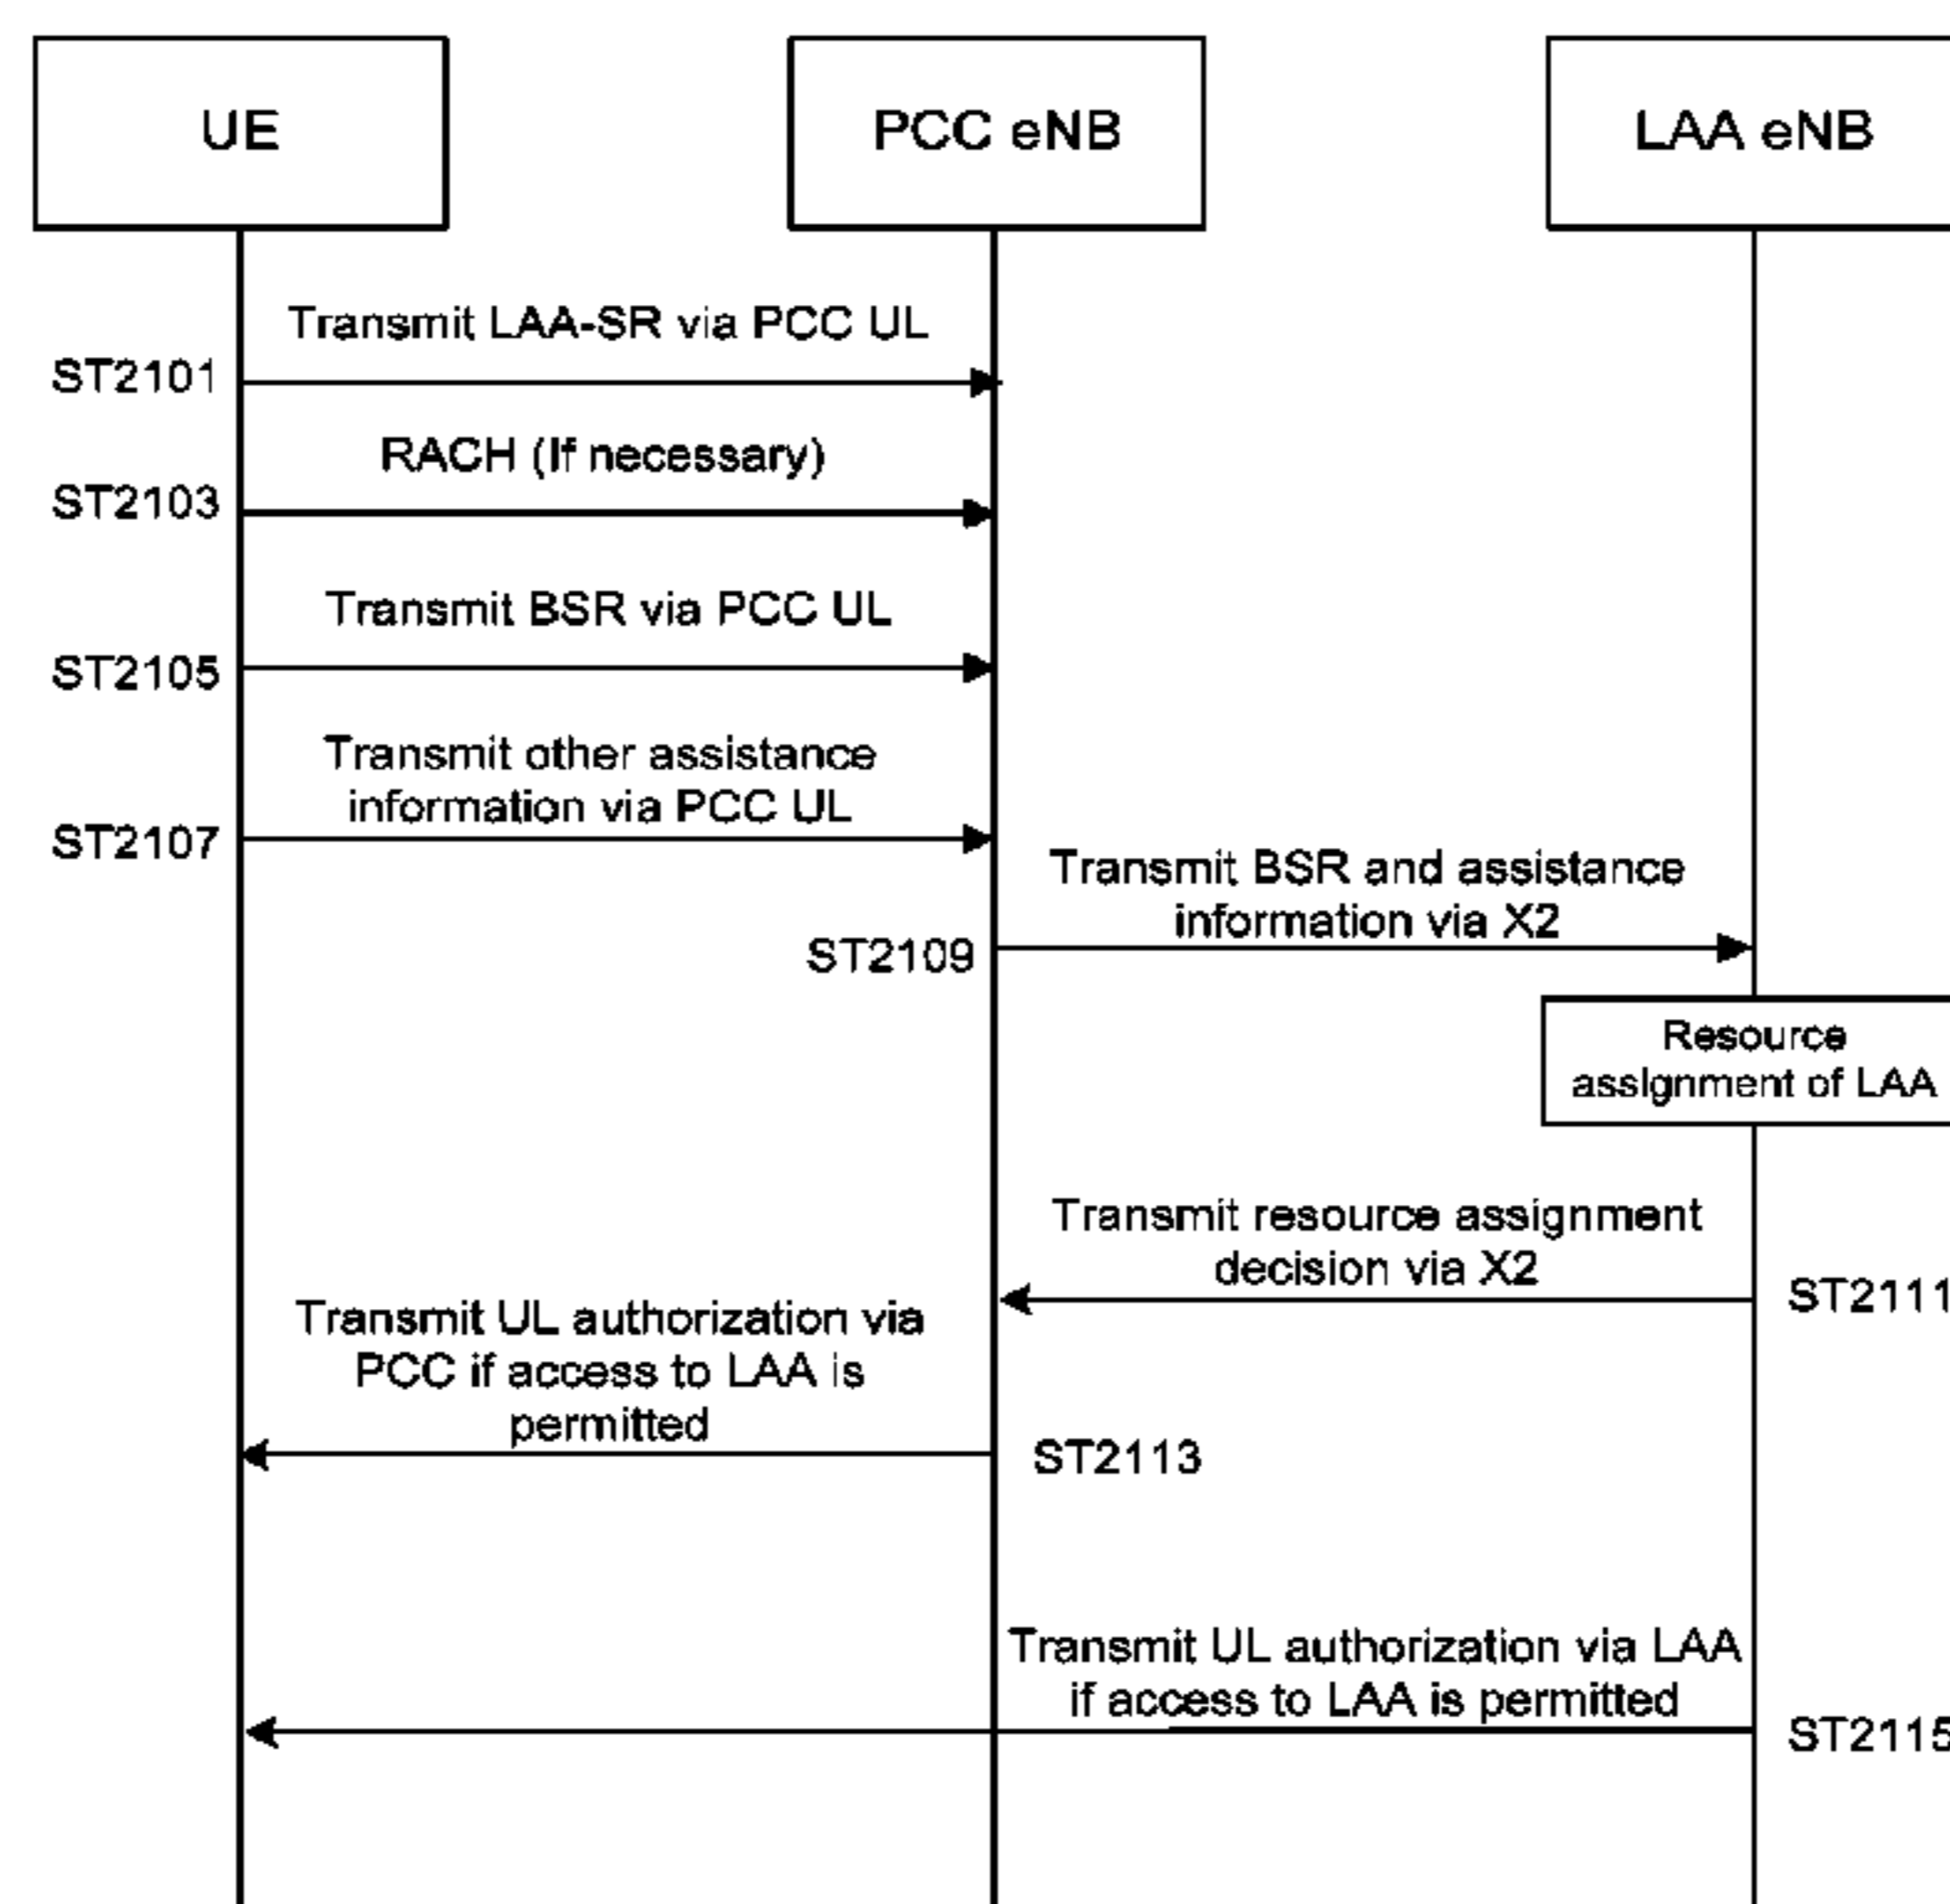 UE
PCC eNB
LAA eNB
Transmit LAA-SR via PCC UL
ST2101
RACH (If necessary)
ST2103
Transmit BSR via PCC UL
ST2105
Transmit other assistance
information via PCC UL
ST2107
Transmit BSR and assistance
information via X2
ST2109
Resource
assignment of LAA
Transmit resource assignment
decision via X2
ST2111
Transmit UL authorization via
PCC if access to LAA is
permitted
ST2113
Transmit UL authorization via LAA
if access to LAA is permitted
ST2115